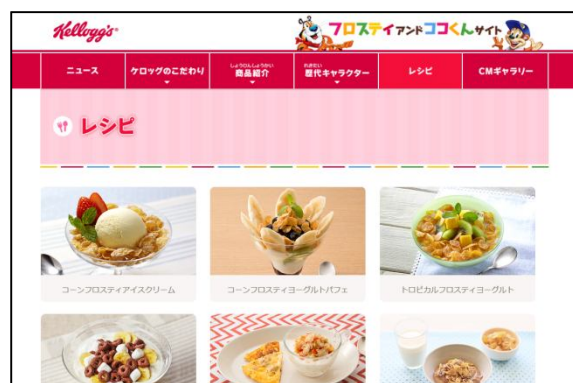 Kellogg's
フロスティアンドココくんサイト
ニュース
ケロッグのこだわり
しょうひんしょうかい
商品紹介
れきだい
歴代キャラクター
レシピ
CMギャラリー
レシピ
コーンフロスティアイスクリーム
コーンフロスティヨーグルトパフェ
トロピカルフロスティヨーグルト